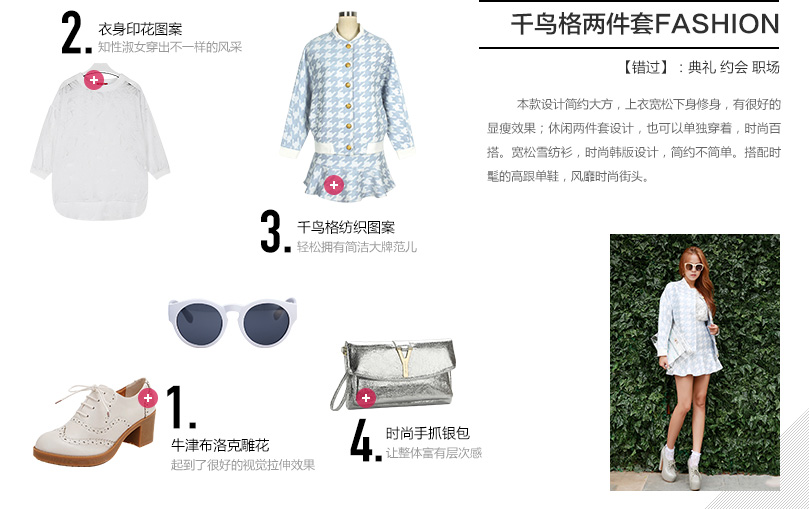 2.
衣身印花图案
知性淑女穿出不一样的风采
千鸟格两件套FASHION
【错过】：典礼 约会 职场
本款设计简约大方，上衣宽松下身修身，有很好的
显瘦效果；休闲两件套设计，也可以单独穿着，时尚百
搭。宽松雪纺衫，时尚韩版设计，简约不简单。搭配时
髦的高跟单鞋，风靡时尚街头。
3.
千鸟格纺织图案
轻松拥有简洁大牌范儿
1.
牛津布洛克雕花
起到了很好的视觉拉伸效果
4.
时尚手抓银包
让整体富有层次感